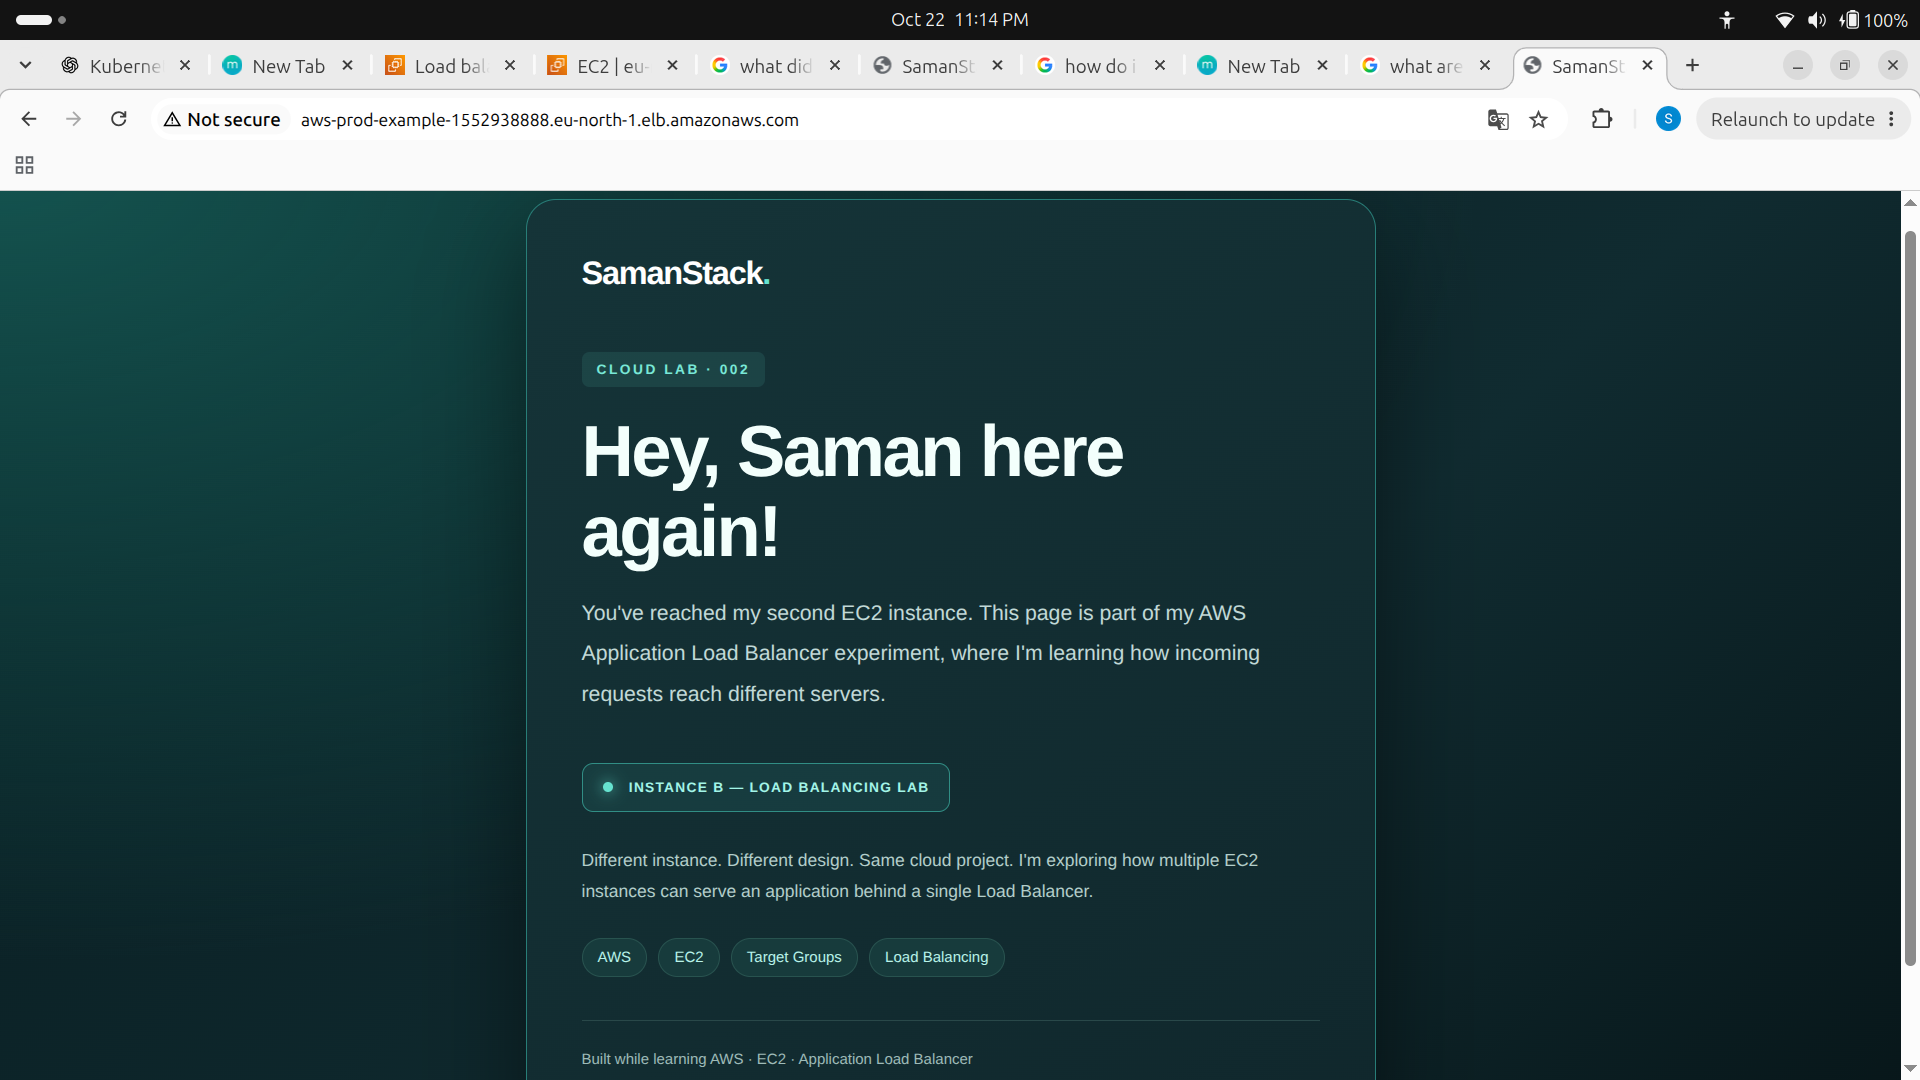 Oct 22 11:14 PM
100%
Kuberne
New Tab
Load bal
EC2 | eu-
what did
SamanSt
how do i
New Tab
what are
SamanSt
Not secure
aws-prod-example-1552938888.eu-north-1.elb.amazonaws.com
S
Relaunch to update
SamanStack.
CLOUD LAB · 002
Hey, Saman here
again!
You've reached my second EC2 instance. This page is part of my AWS
Application Load Balancer experiment, where I'm learning how incoming
requests reach different servers.
INSTANCE B — LOAD BALANCING LAB
Different instance. Different design. Same cloud project. I'm exploring how multiple EC2
instances can serve an application behind a single Load Balancer.
AWS
EC2
Target Groups
Load Balancing
Built while learning AWS · EC2 · Application Load Balancer